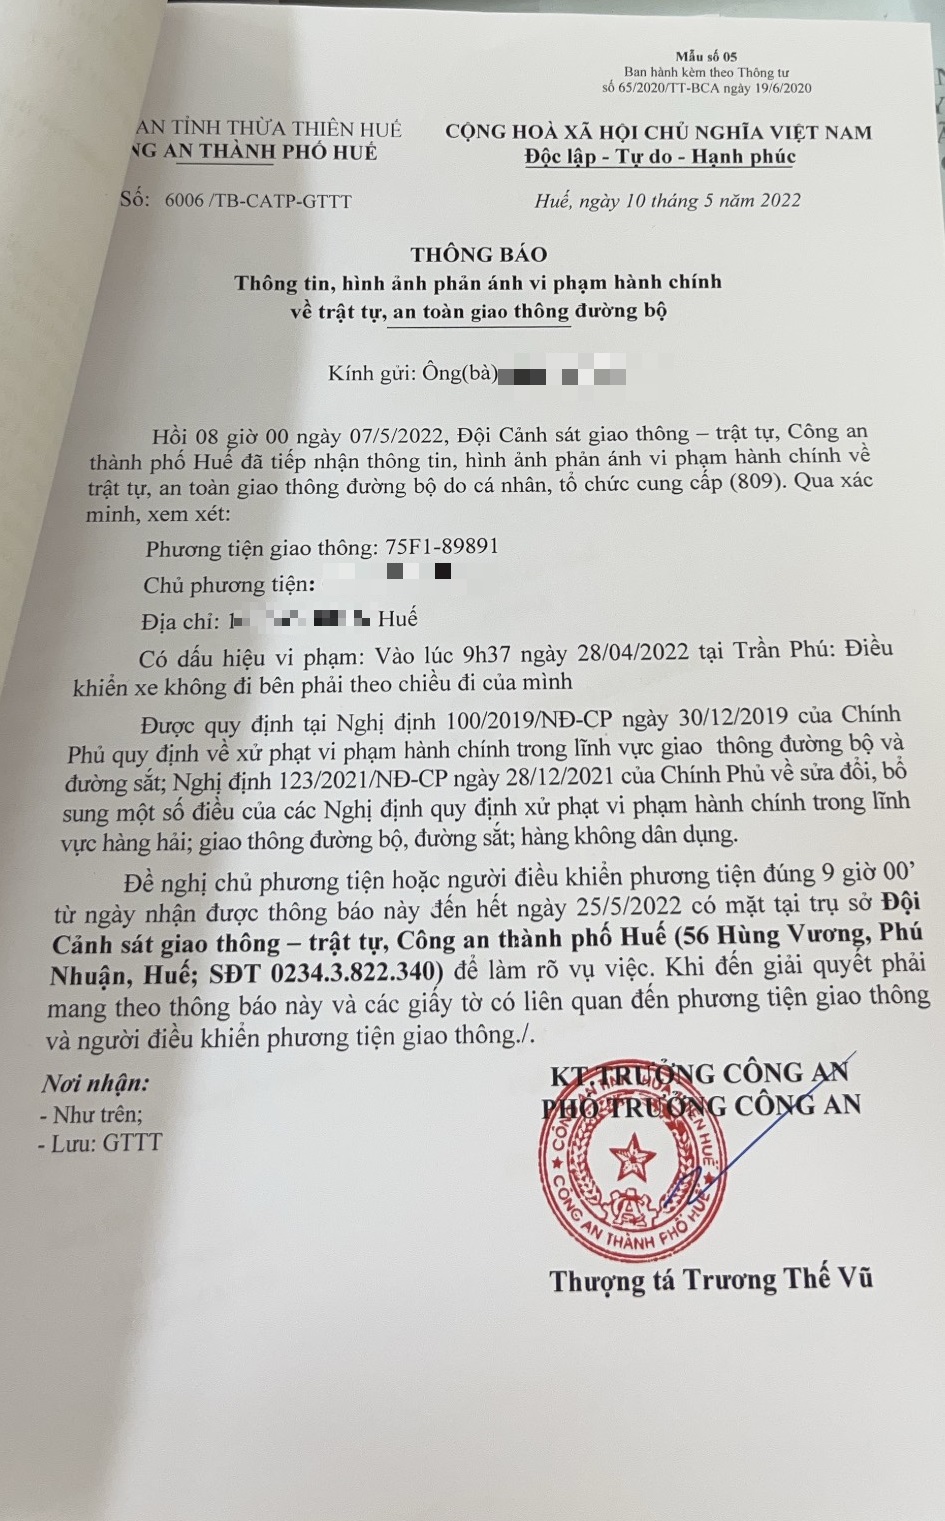 Mẫu số 05
Ban hành kèm theo Thông tư
số 65/2020/TT-BCA ngày 19/6/2020
AN TỈNH THỪA THIÊN HUẾ
NG AN THÀNH PHỐ HUẾ
CỘNG HOÀ XÃ HỘI CHỦ NGHĨA VIỆT NAM
Độc lập - Tự do - Hạnh phúc
Số: 6006 /TB-CATP-GTTT
Huế, ngày 10 tháng 5 năm 2022
THÔNG BÁO
Thông tin, hình ảnh phản ánh vi phạm hành chính
về trật tự, an toàn giao thông đường bộ
Kính gửi: Ông(bà)
Hồi 08 giờ 00 ngày 07/5/2022, Đội Cảnh sát giao thông – trật tự, Công an
thành phố Huế đã tiếp nhận thông tin, hình ảnh phản ánh vi phạm hành chính về
trật tự, an toàn giao thông đường bộ do cá nhân, tổ chức cung cấp (809). Qua xác
minh, xem xét:
Phương tiện giao thông: 75F1-89891
Chủ phương tiện:
Địa chỉ: 1 Huế
Có dấu hiệu vi phạm: Vào lúc 9h37 ngày 28/04/2022 tại Trần Phú: Điều
khiển xe không đi bên phải theo chiều đi của mình
Được quy định tại Nghị định 100/2019/NĐ-CP ngày 30/12/2019 của Chính
Phủ quy định về xử phạt vi phạm hành chính trong lĩnh vực giao thông đường bộ và
đường sắt; Nghị định 123/2021/NĐ-CP ngày 28/12/2021 của Chính Phủ về sửa đổi, bổ
sung một số điều của các Nghị định quy định xử phạt vi phạm hành chính trong lĩnh
vực hàng hải; giao thông đường bộ, đường sắt; hàng không dân dụng.
Đề nghị chủ phương tiện hoặc người điều khiển phương tiện đúng 9 giờ 00’
từ ngày nhận được thông báo này đến hết ngày 25/5/2022 có mặt tại trụ sở Đội
Cảnh sát giao thông – trật tự, Công an thành phố Huế (56 Hùng Vương, Phú
Nhuận, Huế; SĐT 0234.3.822.340) để làm rõ vụ việc. Khi đến giải quyết phải
mang theo thông báo này và các giấy tờ có liên quan đến phương tiện giao thông
và người điều khiển phương tiện giao thông./.
Nơi nhận:
- Như trên;
- Lưu: GTTT
KT.TRƯỞNG CÔNG AN
PHÓ TRƯỞNG CÔNG AN
CÔNG AN TỈNH THỪA THIÊN HUẾ
CÔNG AN THÀNH PHỐ HUẾ
Thượng tá Trương Thế Vũ